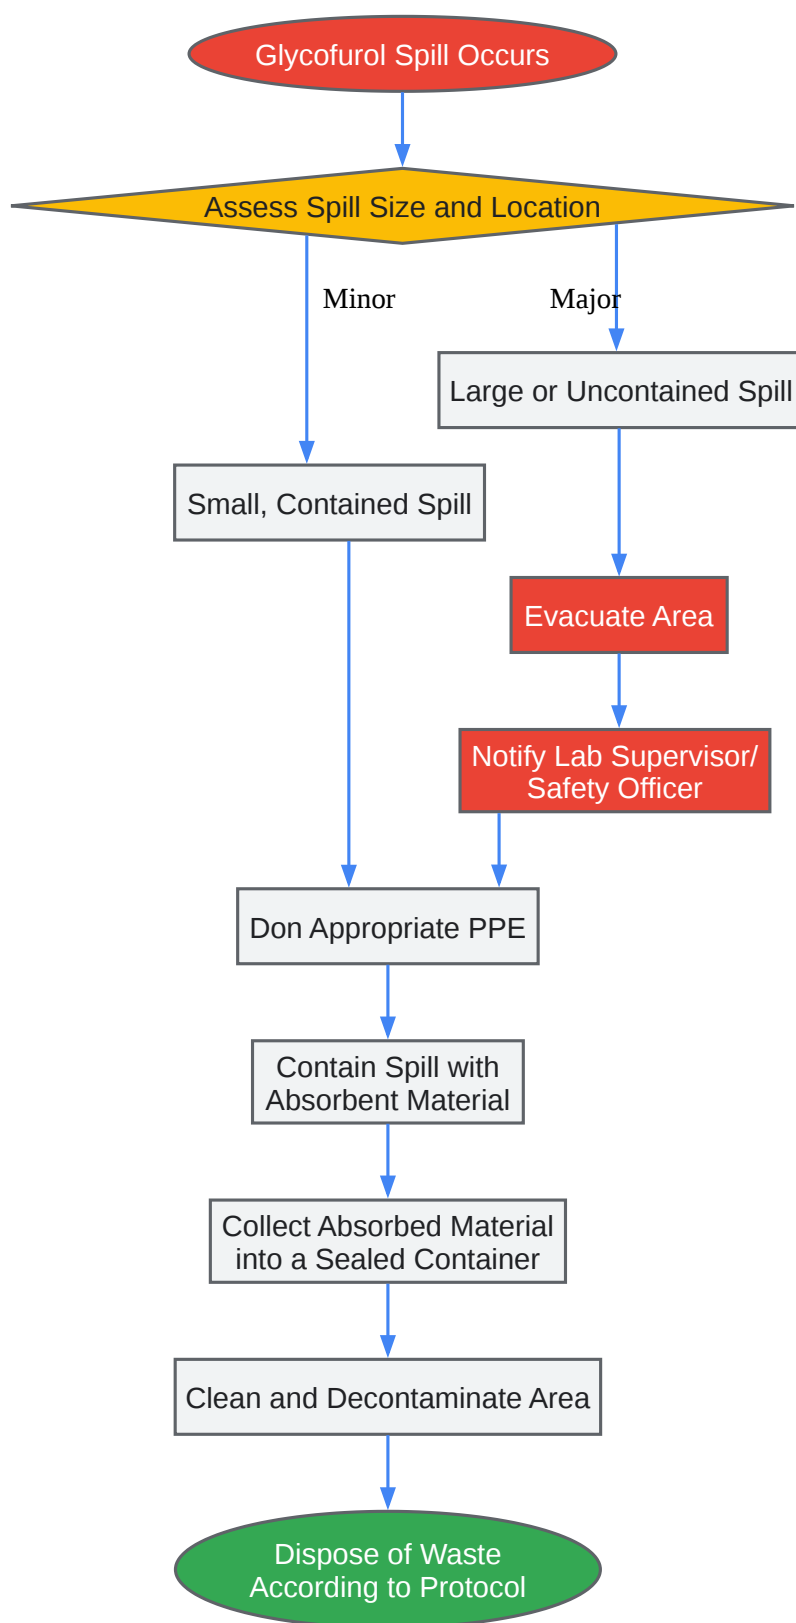 Glycofurol Spill Occurs
Assess Spill Size and Location
Minor
Major
Large or Uncontained Spill
Small, Contained Spill
Evacuate Area
Notify Lab Supervisor/
Safety Officer
Don Appropriate PPE
Contain Spill with
Absorbent Material
Collect Absorbed Material
into a Sealed Container
Clean and Decontaminate Area
Dispose of Waste
According to Protocol